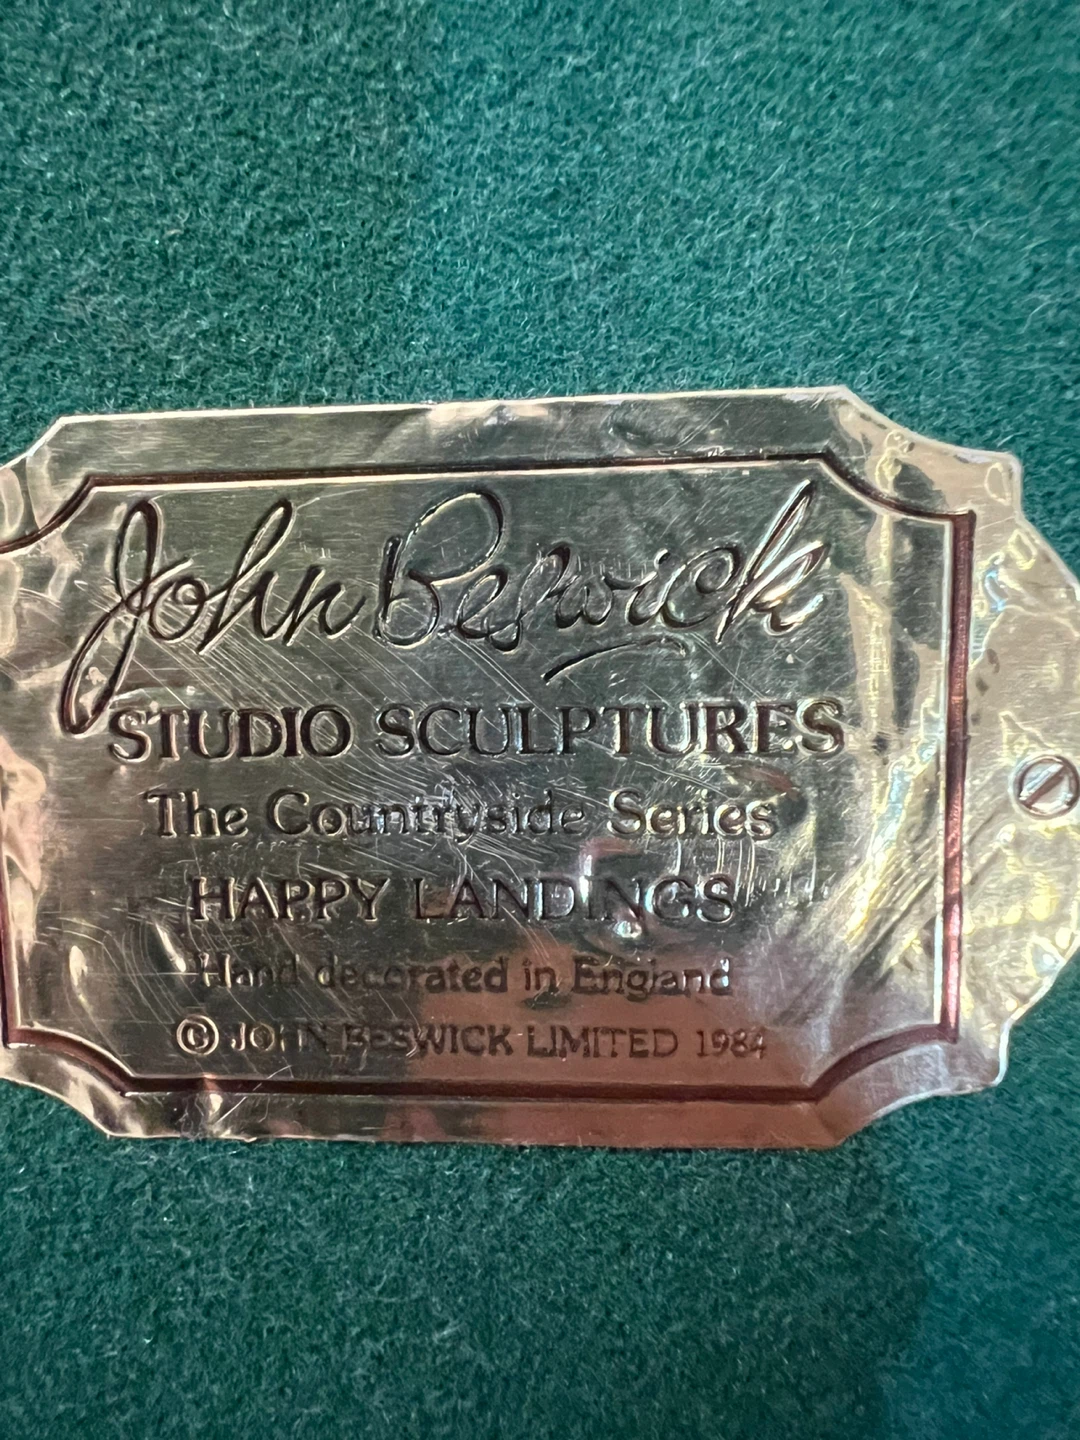 John Beswick
STUDIO SCULPTURES
The Countryside Series
HAPPY LANDINGS
Hand decorated in England
© JOHN BESWICK LIMITED 1984